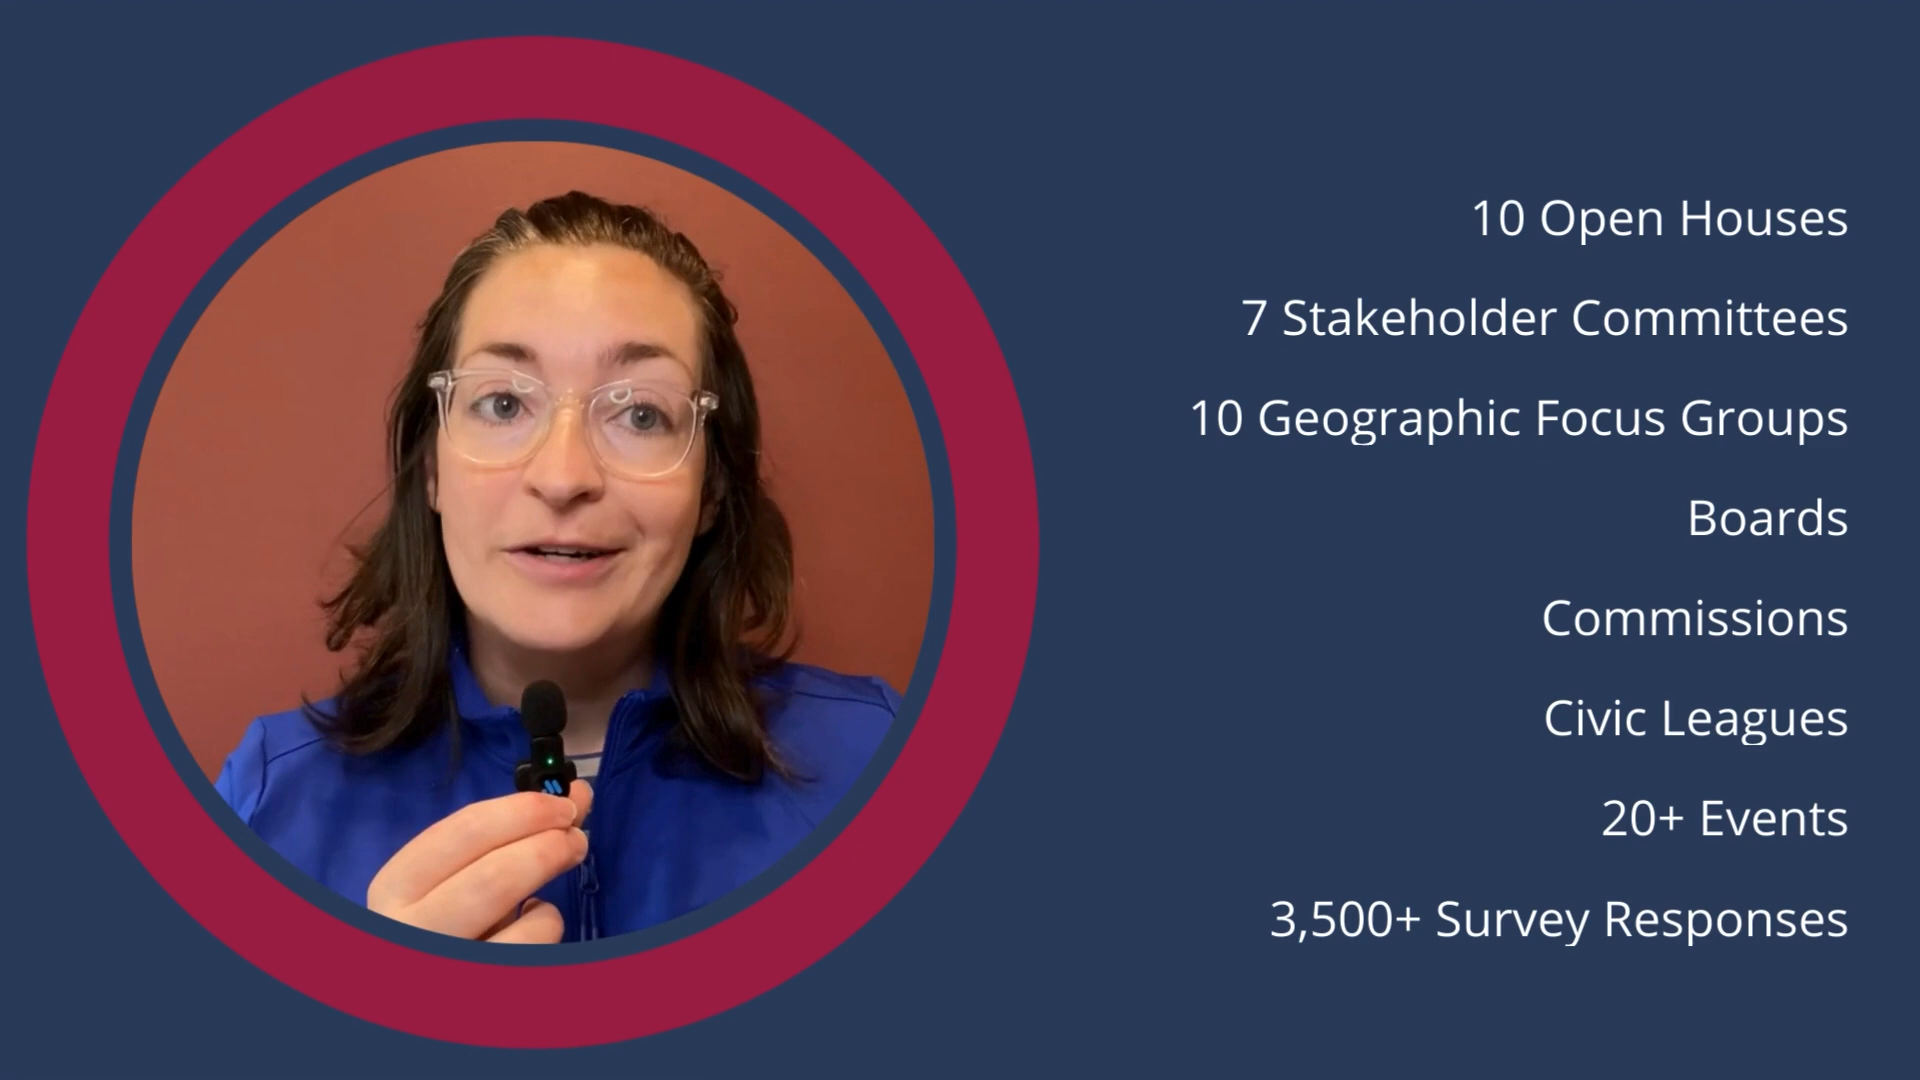 10 Open Houses
7 Stakeholder Committees
10 Geographic Focus Groups
Boards
Commissions
Civic Leagues
20+ Events
3,500+ Survey Responses